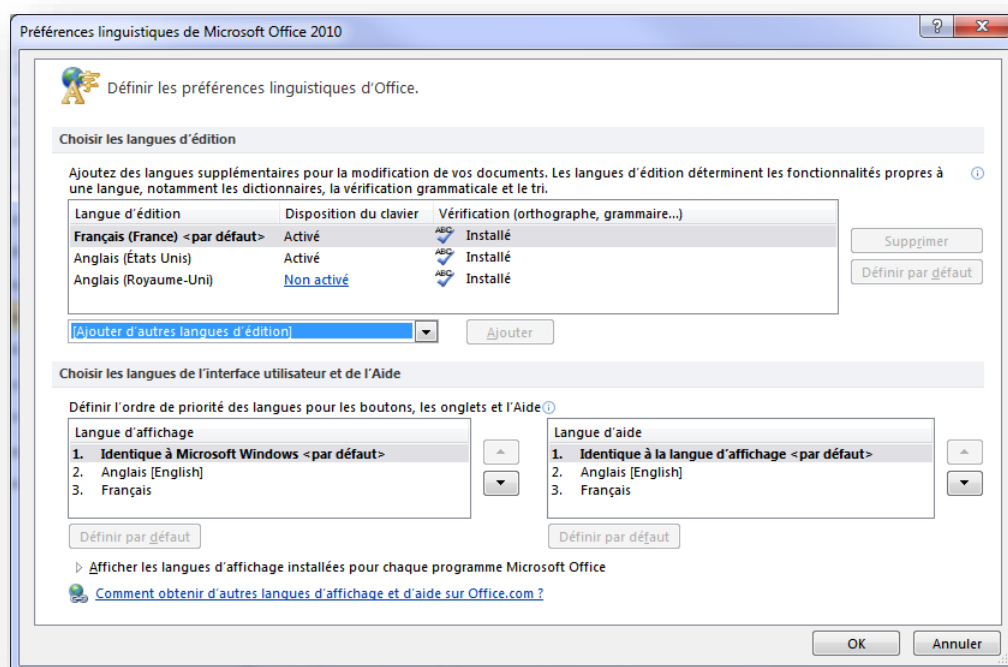 Préférences linguistiques de Microsoft Office 2010
Définir les préférences linguistiques d'Office.
Choisir les langues d'édition
Ajoutez des langues supplémentaires pour la modification de vos documents. Les langues d'édition déterminent les fonctionnalités propres à
une langue, notamment les dictionnaires, la vérification grammaticale et le tri.
Langue d'édition Disposition du clavier Vérification (orthographe, grammaire...)
Français (France) <par défaut> Activé ABC Installé
Anglais (États Unis) Activé ABC Installé
Anglais (Royaume-Uni) Non activé ABC Installé
Supprimer
Définir par défaut
[Ajouter d'autres langues d'édition] Ajouter
Choisir les langues de l'interface utilisateur et de l'Aide
Définir l'ordre de priorité des langues pour les boutons, les onglets et l'Aide
Langue d'affichage
1. Identique à Microsoft Windows <par défaut>
2. Anglais [English]
3. Français
Définir par défaut
Langue d'aide
1. Identique à la langue d'affichage <par défaut>
2. Anglais [English]
3. Français
Définir par défaut
Afficher les langues d'affichage installées pour chaque programme Microsoft Office
Comment obtenir d'autres langues d'affichage et d'aide sur Office.com ?
OK Annuler